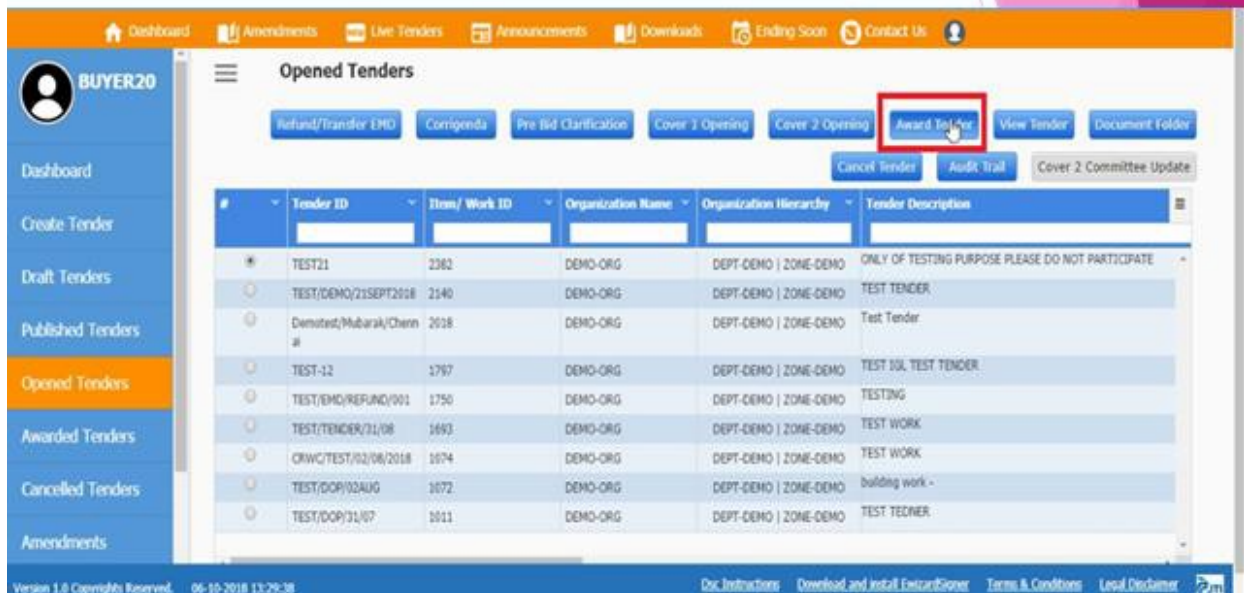 Dashboard Amendments Live Tenders Announcements Downloads Ending Soon Contact Us
BUYER20
Opened Tenders
Refund/Transfer EMD Corrigenda Pre Bid Clarification Cover 1 Opening Cover 2 Opening Award Tender View Tender Document Folder
Cancel Tender Audit Trail Cover 2 Committee Update
Dashboard
Create Tender
Draft Tenders
Published Tenders
Opened Tenders
Awarded Tenders
Cancelled Tenders
Amendments
# Tender ID Item/ Work ID Organization Name Organization Hierarchy Tender Description
TEST21 2382 DEMO-ORG DEPT-DEMO | ZONE-DEMO ONLY OF TESTING PURPOSE PLEASE DO NOT PARTICIPATE
TEST/DEMO/21SEPT2018 2140 DEMO-ORG DEPT-DEMO | ZONE-DEMO TEST TENDER
Demotest/Mubarak/Chenn 2018 DEMO-ORG DEPT-DEMO | ZONE-DEMO Test Tender
ai
TEST-12 1797 DEMO-ORG DEPT-DEMO | ZONE-DEMO TEST IGL TEST TENDER
TEST/EMD/REFUND/001 1750 DEMO-ORG DEPT-DEMO | ZONE-DEMO TESTING
TEST/TENDER/31/08 1693 DEMO-ORG DEPT-DEMO | ZONE-DEMO TEST WORK
CRWC/TEST/02/08/2018 1074 DEMO-ORG DEPT-DEMO | ZONE-DEMO TEST WORK
TEST/DOP/02AUG 1072 DEMO-ORG DEPT-DEMO | ZONE-DEMO building work -
TEST/DOP/31/07 1011 DEMO-ORG DEPT-DEMO | ZONE-DEMO TEST TEDNER
Version 1.0 Copyrights Reserved. 06-10-2018 13:29:38 Dsc Instructions Download and install EwizardSigner Terms & Conditions Legal Disclaimer